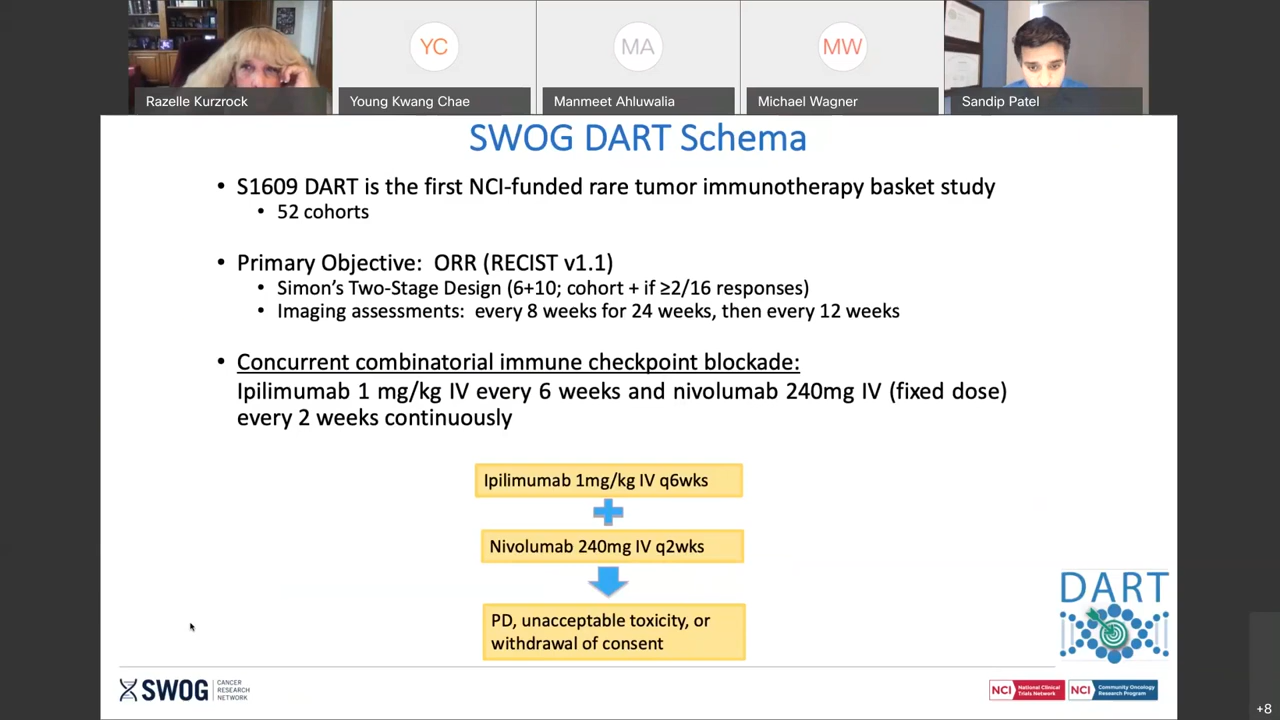 YC
MA
MW
Razelle Kurzrock
Young Kwang Chae
Manmeet Ahluwalia
Michael Wagner
Sandip Patel
SWOG DART Schema
• S1609 DART is the first NCI-funded rare tumor immunotherapy basket study
• 52 cohorts
• Primary Objective: ORR (RECIST v1.1)
• Simon's Two-Stage Design (6+10; cohort + if ≥2/16 responses)
• Imaging assessments: every 8 weeks for 24 weeks, then every 12 weeks
• Concurrent combinatorial immune checkpoint blockade:
Ipilimumab 1 mg/kg IV every 6 weeks and nivolumab 240mg IV (fixed dose)
every 2 weeks continuously
Ipilimumab 1mg/kg IV q6wks
Nivolumab 240mg IV q2wks
PD, unacceptable toxicity, or
withdrawal of consent
DART
SWOG
CANCER
RESEARCH
NETWORK
NCI
National Clinical
Trials Network
NCI
Community Oncology
Research Program
+8